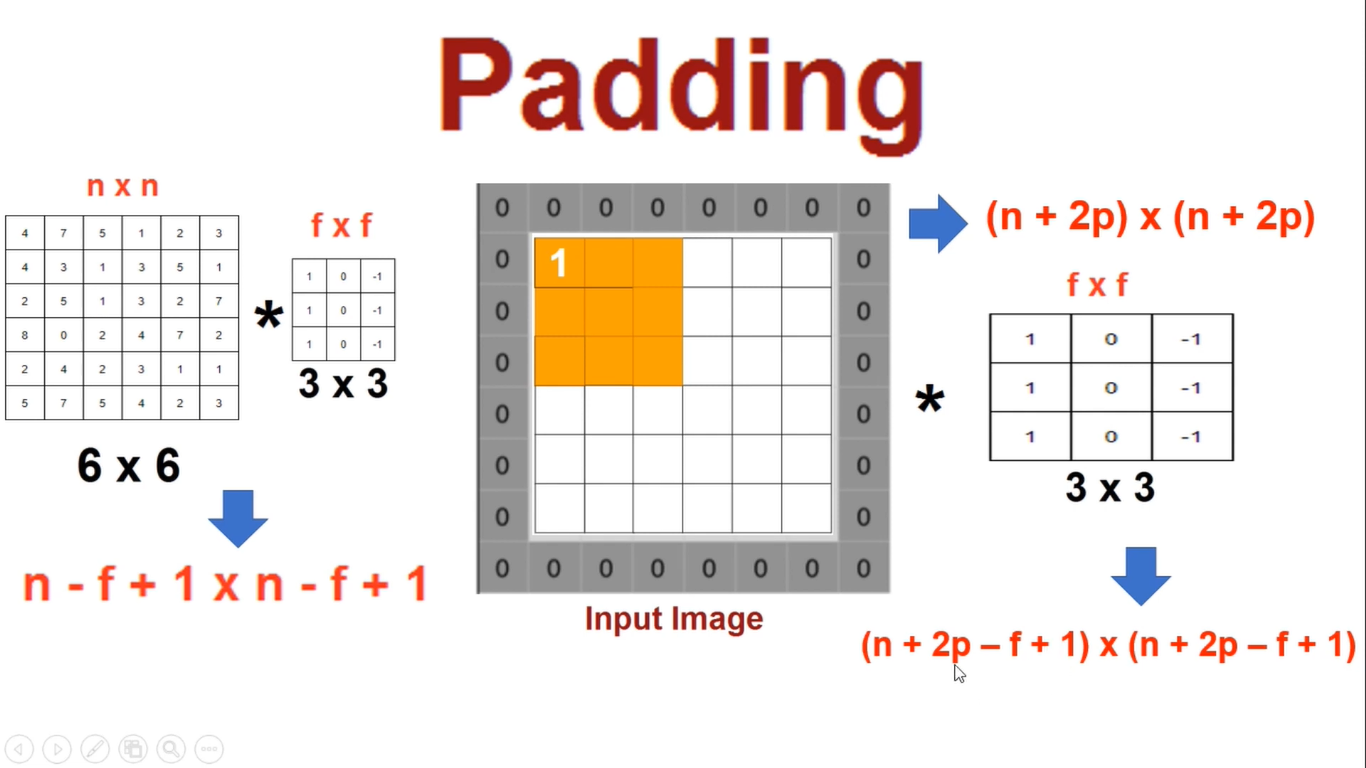 Padding
n x n
4 7 5 1 2 3
4 3 1 3 5 1
2 5 1 3 2 7
8 0 2 4 7 2
2 4 2 3 1 1
5 7 5 4 2 3
6 x 6
n - f + 1 x n - f + 1
*
f x f
1 0 -1
1 0 -1
1 0 -1
3 x 3
0 0 0 0 0 0 0 0
0 1 0
0 0
0 0
0 0
0 0
0 0
0 0 0 0 0 0 0 0
Input Image
(n + 2p) x (n + 2p)
*
f x f
1 0 -1
1 0 -1
1 0 -1
3 x 3
(n + 2p – f + 1) x (n + 2p – f + 1)